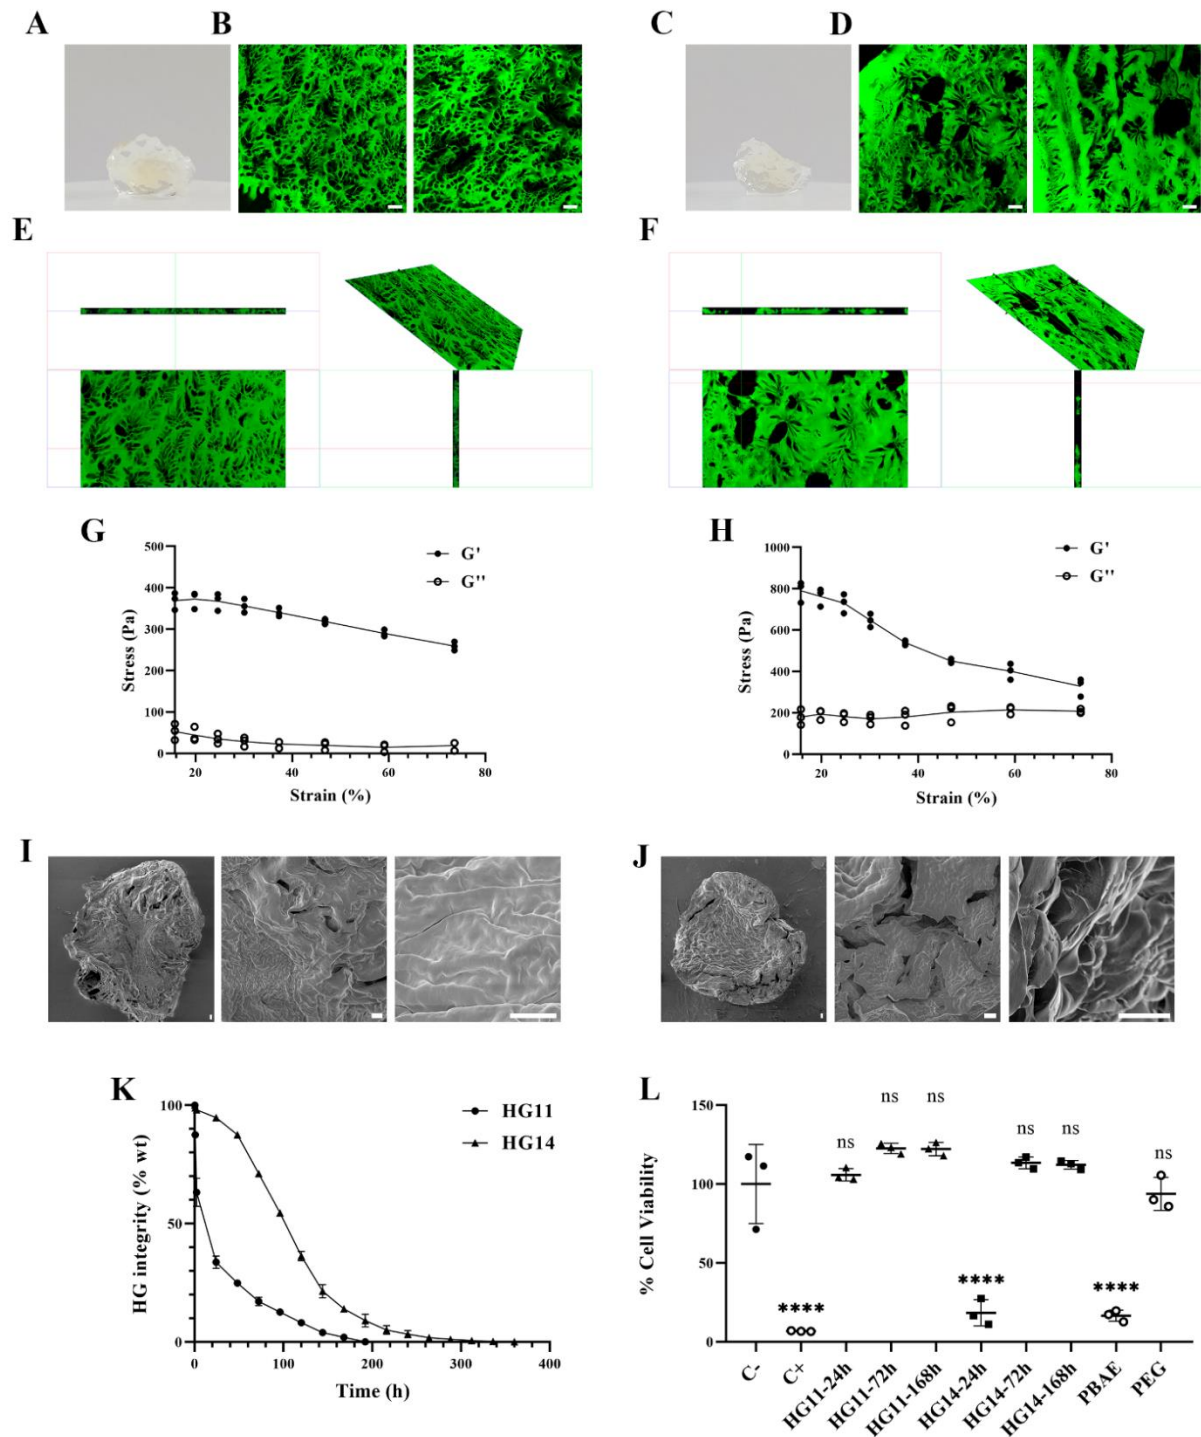 A
B
C
D
E
F
G
500
400
300
200
100
0
20
40
60
80
Stress (Pa)
Strain (%)
G'
G''
H
1000
800
600
400
200
0
20
40
60
80
Stress (Pa)
Strain (%)
G'
G''
I
J
K
100
50
0
0
100
200
300
400
HG integrity (% wt)
Time (h)
HG11
HG14
L
150
100
50
0
% Cell Viability
****
ns
ns
ns
****
ns
ns
****
ns
C-
C+
HG11-24h
HG11-72h
HG11-168h
HG14-24h
HG14-72h
HG14-168h
PBAE
PEG